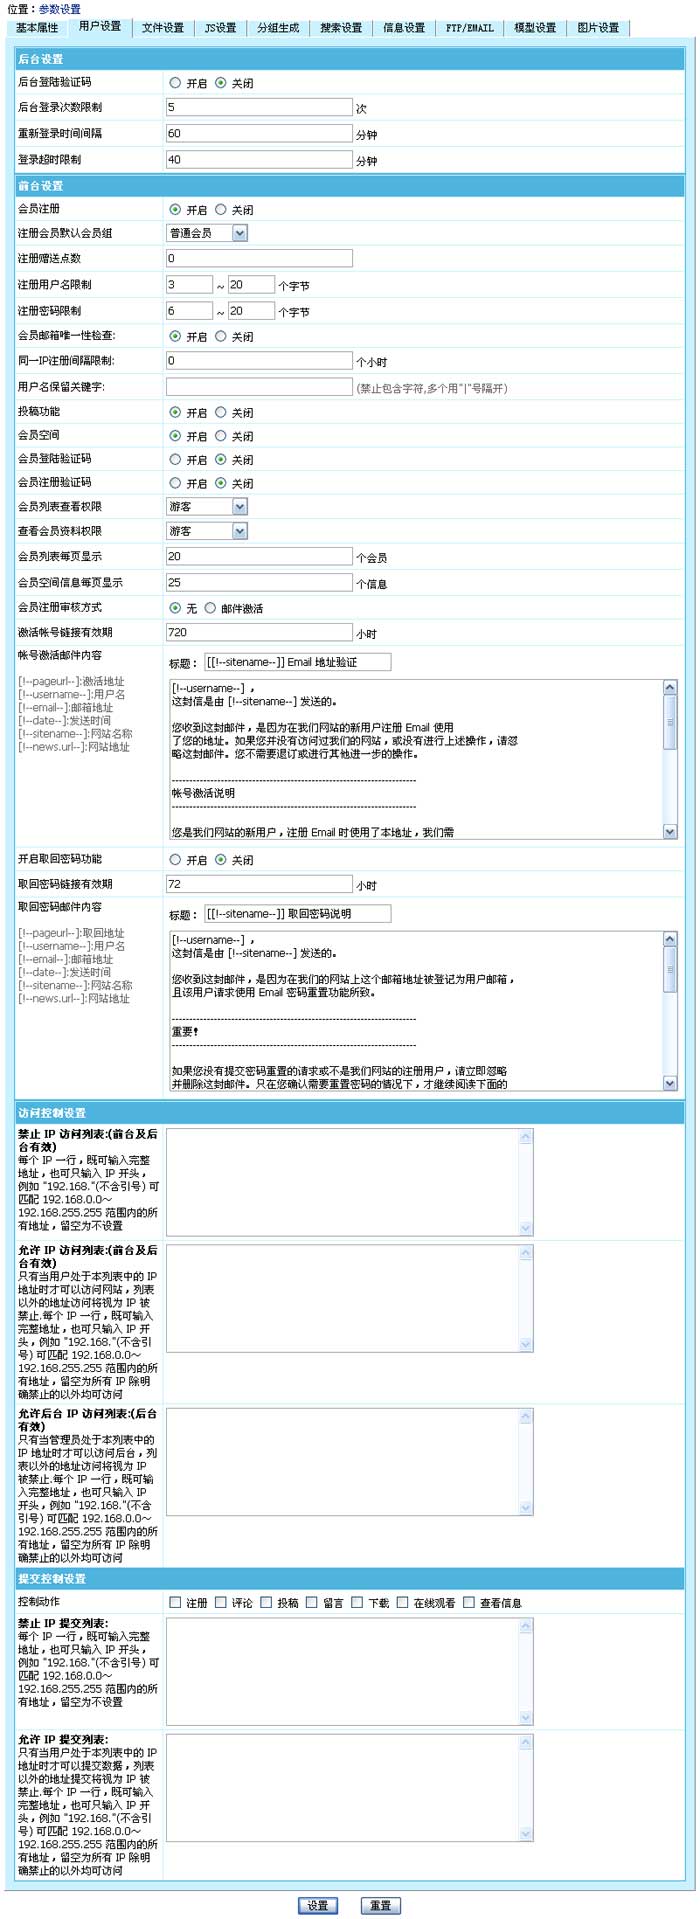 位置：参数设置
基本属性 用户设置 文件设置 JS设置 分组生成 搜索设置 信息设置 FTP/EMAIL 模型设置 图片设置
后台设置
后台登陆验证码 开启 关闭
后台登录次数限制 5 次
重新登录时间间隔 60 分钟
登录超时限制 40 分钟
前台设置
会员注册 开启 关闭
注册会员默认会员组 普通会员
注册赠送点数 0
注册用户名限制 3 ~ 20 个字节
注册密码限制 6 ~ 20 个字节
会员邮箱唯一性检查: 开启 关闭
同一IP注册间隔限制: 0 个小时
用户名保留关键字: (禁止包含字符,多个用"|"号隔开)
投稿功能 开启 关闭
会员空间 开启 关闭
会员登陆验证码 开启 关闭
会员注册验证码 开启 关闭
会员列表查看权限 游客
查看会员资料权限 游客
会员列表每页显示 20 个会员
会员空间信息每页显示 25 个信息
会员注册审核方式 无 邮件激活
激活帐号链接有效期 720 小时
帐号激活邮件内容
[!--pageurl--]:激活地址
[!--username--]:用户名
[!--email--]:邮箱地址
[!--date--]:发送时间
[!--sitename--]:网站名称
[!--news.url--]:网站地址
标题： [[!--sitename--]] Email 地址验证
[!--username--] ，
这封信是由 [!--sitename--] 发送的。
您收到这封邮件，是因为在我们网站的新用户注册 Email 使用
了您的地址。如果您并没有访问过我们的网站，或没有进行上述操作，请忽
略这封邮件。您不需要退订或进行其他进一步的操作。
----------------------------------------------------------------------
帐号激活说明
----------------------------------------------------------------------
您是我们网站的新用户，注册 Email 时使用了本地址，我们需
开启取回密码功能 开启 关闭
取回密码链接有效期 72 小时
取回密码邮件内容
[!--pageurl--]:取回地址
[!--username--]:用户名
[!--email--]:邮箱地址
[!--date--]:发送时间
[!--sitename--]:网站名称
[!--news.url--]:网站地址
标题： [[!--sitename--]] 取回密码说明
[!--username--] ，
这封信是由 [!--sitename--] 发送的。
您收到这封邮件，是因为在我们的网站上这个邮箱地址被登记为用户邮箱，
且该用户请求使用 Email 密码重置功能所致。
----------------------------------------------------------------------
重要！
----------------------------------------------------------------------
如果您没有提交密码重置的请求或不是我们网站的注册用户，请立即忽略
并删除这封邮件。只在您确认需要重置密码的情况下，才继续阅读下面的
访问控制设置
禁止 IP 访问列表:(前台及后
台有效)
每个 IP 一行，既可输入完整
地址，也可只输入 IP 开头，
例如 "192.168."(不含引号) 可
匹配 192.168.0.0～
192.168.255.255 范围内的所
有地址，留空为不设置
允许 IP 访问列表:(前台及后
台有效)
只有当用户处于本列表中的 IP
地址时才可以访问网站，列表
以外的地址访问将视为 IP 被
禁止.每个 IP 一行，既可输入
完整地址，也可只输入 IP 开
头，例如 "192.168."(不含引
号) 可匹配 192.168.0.0～
192.168.255.255 范围内的所
有地址，留空为所有 IP 除明
确禁止的以外均可访问
允许后台 IP 访问列表:(后台
有效)
只有当管理员处于本列表中的
IP 地址时才可以访问后台，列
表以外的地址访问将视为 IP
被禁止.每个 IP 一行，既可输
入完整地址，也可只输入 IP
开头，例如 "192.168."(不含
引号) 可匹配 192.168.0.0～
192.168.255.255 范围内的所
有地址，留空为所有 IP 除明
确禁止的以外均可访问
提交控制设置
控制动作 注册 评论 投稿 留言 下载 在线观看 查看信息
禁止 IP 提交列表:
每个 IP 一行，既可输入完整
地址，也可只输入 IP 开头，
例如 "192.168."(不含引号) 可
匹配 192.168.0.0～
192.168.255.255 范围内的所
有地址，留空为不设置
允许 IP 提交列表:
只有当用户处于本列表中的 IP
地址时才可以提交数据，列表
以外的地址提交将视为 IP 被
禁止.每个 IP 一行，既可输入
完整地址，也可只输入 IP 开
头，例如 "192.168."(不含引
号) 可匹配 192.168.0.0～
192.168.255.255 范围内的所
有地址，留空为所有 IP 除明
确禁止的以外均可访问
设置 重置